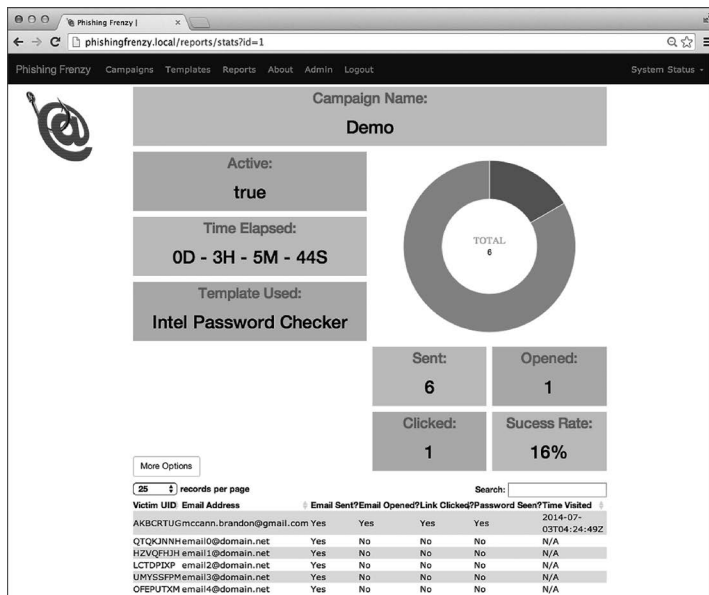 Phishing Frenzy |
phishingfrenzy.local/reports/stats?id=1
Phishing Frenzy Campaigns Templates Reports About Admin Logout System Status
Campaign Name:
Demo
Active:
true
Time Elapsed:
0D - 3H - 5M - 44S
Template Used:
Intel Password Checker
TOTAL
6
Sent:
6
Opened:
1
Clicked:
1
Sucess Rate:
16%
More Options
25 records per page
Search:
Victim UID Email Address Email Sent? Email Opened? Link Clicked? Password Seen? Time Visited
AKBCRTUG mccann.brandon@gmail.com Yes Yes Yes Yes 2014-07-
03T04:24:49Z
QTQKJNNH email0@domain.net Yes No No No N/A
HZVQFHJH email1@domain.net Yes No No No N/A
LCTDPIXP email2@domain.net Yes No No No N/A
UMYSSFPM email3@domain.net Yes No No No N/A
OFEPUTXM email4@domain.net Yes No No No N/A